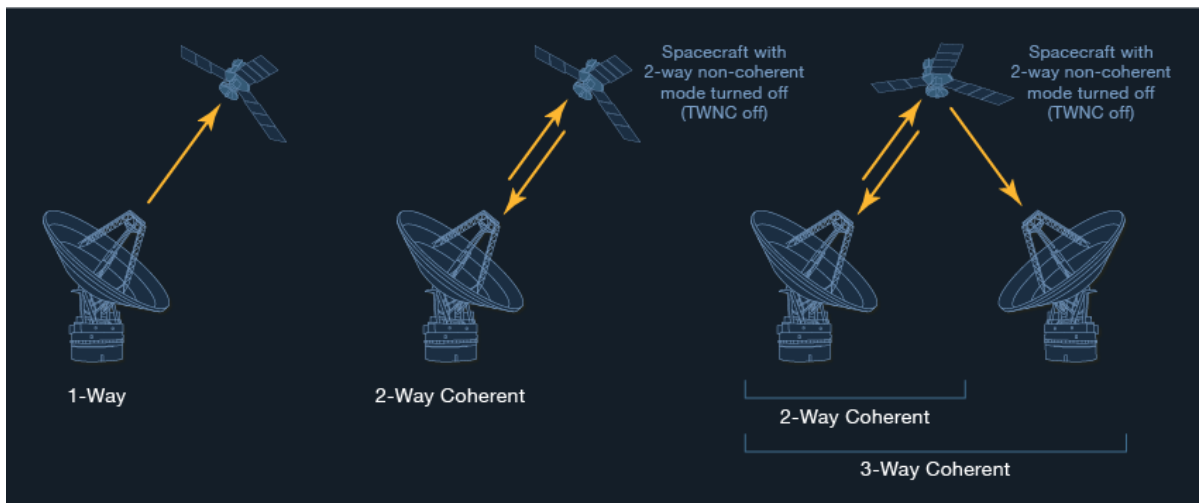 Spacecraft with
2-way non-coherent
mode turned off
(TWNC off)
Spacecraft with
2-way non-coherent
mode turned off
(TWNC off)
1-Way
2-Way Coherent
2-Way Coherent
3-Way Coherent